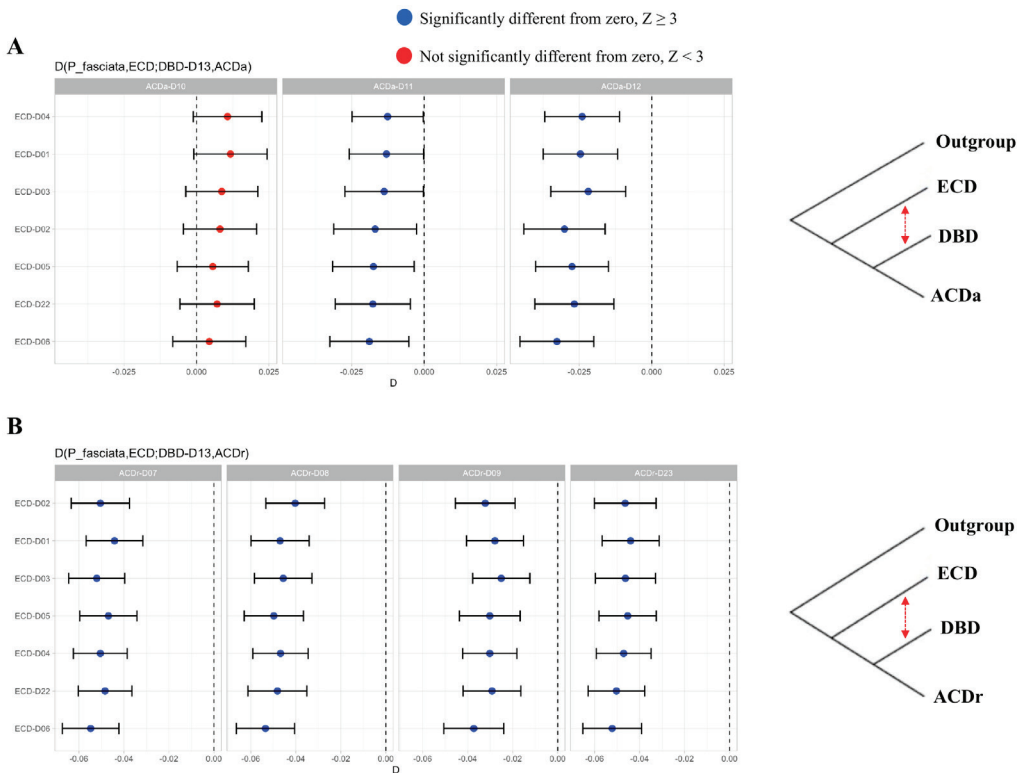 Significantly different from zero, Z ≥ 3
Not significantly different from zero, Z < 3
A
D(P_fasciata,ECD;DBD-D13,ACDa)
ACDa-D10 ACDa-D11 ACDa-D12
ECD-D04
ECD-D01
ECD-D03
ECD-D02
ECD-D05
ECD-D22
ECD-D06
-0.025 0.000 0.025 -0.025 0.000 0.025 -0.025 0.000 0.025
D
Outgroup
ECD
DBD
ACDa
B
D(P_fasciata,ECD;DBD-D13,ACDr)
ACDr-D07 ACDr-D08 ACDr-D09 ACDr-D23
ECD-D02
ECD-D01
ECD-D03
ECD-D05
ECD-D04
ECD-D22
ECD-D06
-0.06 -0.04 -0.02 0.00 -0.06 -0.04 -0.02 0.00 -0.06 -0.04 -0.02 0.00 -0.06 -0.04 -0.02 0.00
D
Outgroup
ECD
DBD
ACDr